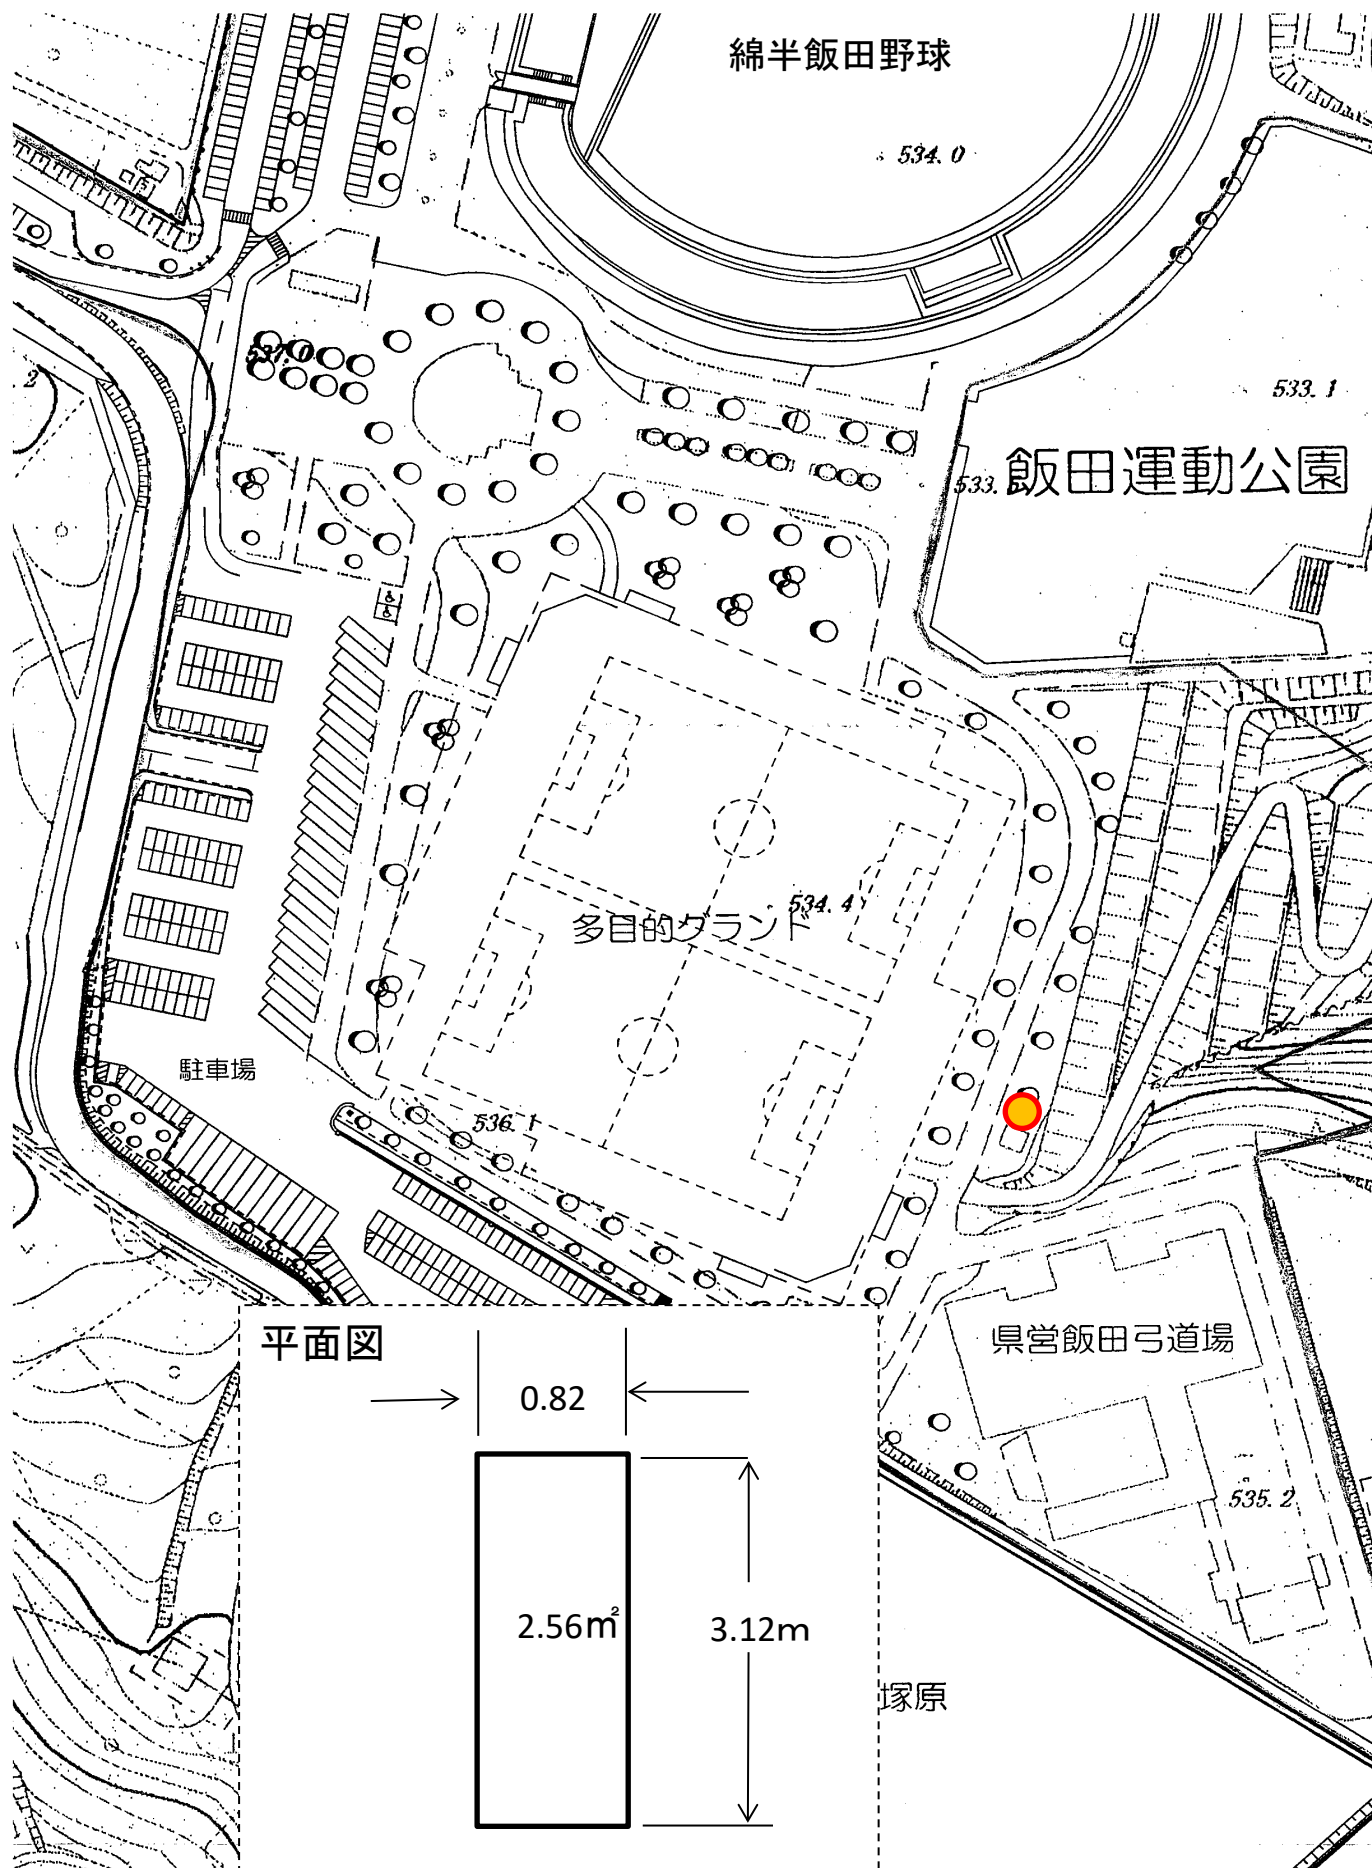 綿半飯田野球
534.0
537.0
2
533.1
飯田運動公園
533.
534.4
多目的グランド
駐車場
536.1
平面図
0.82
県営飯田弓道場
535.2
2.56㎡
3.12m
塚原